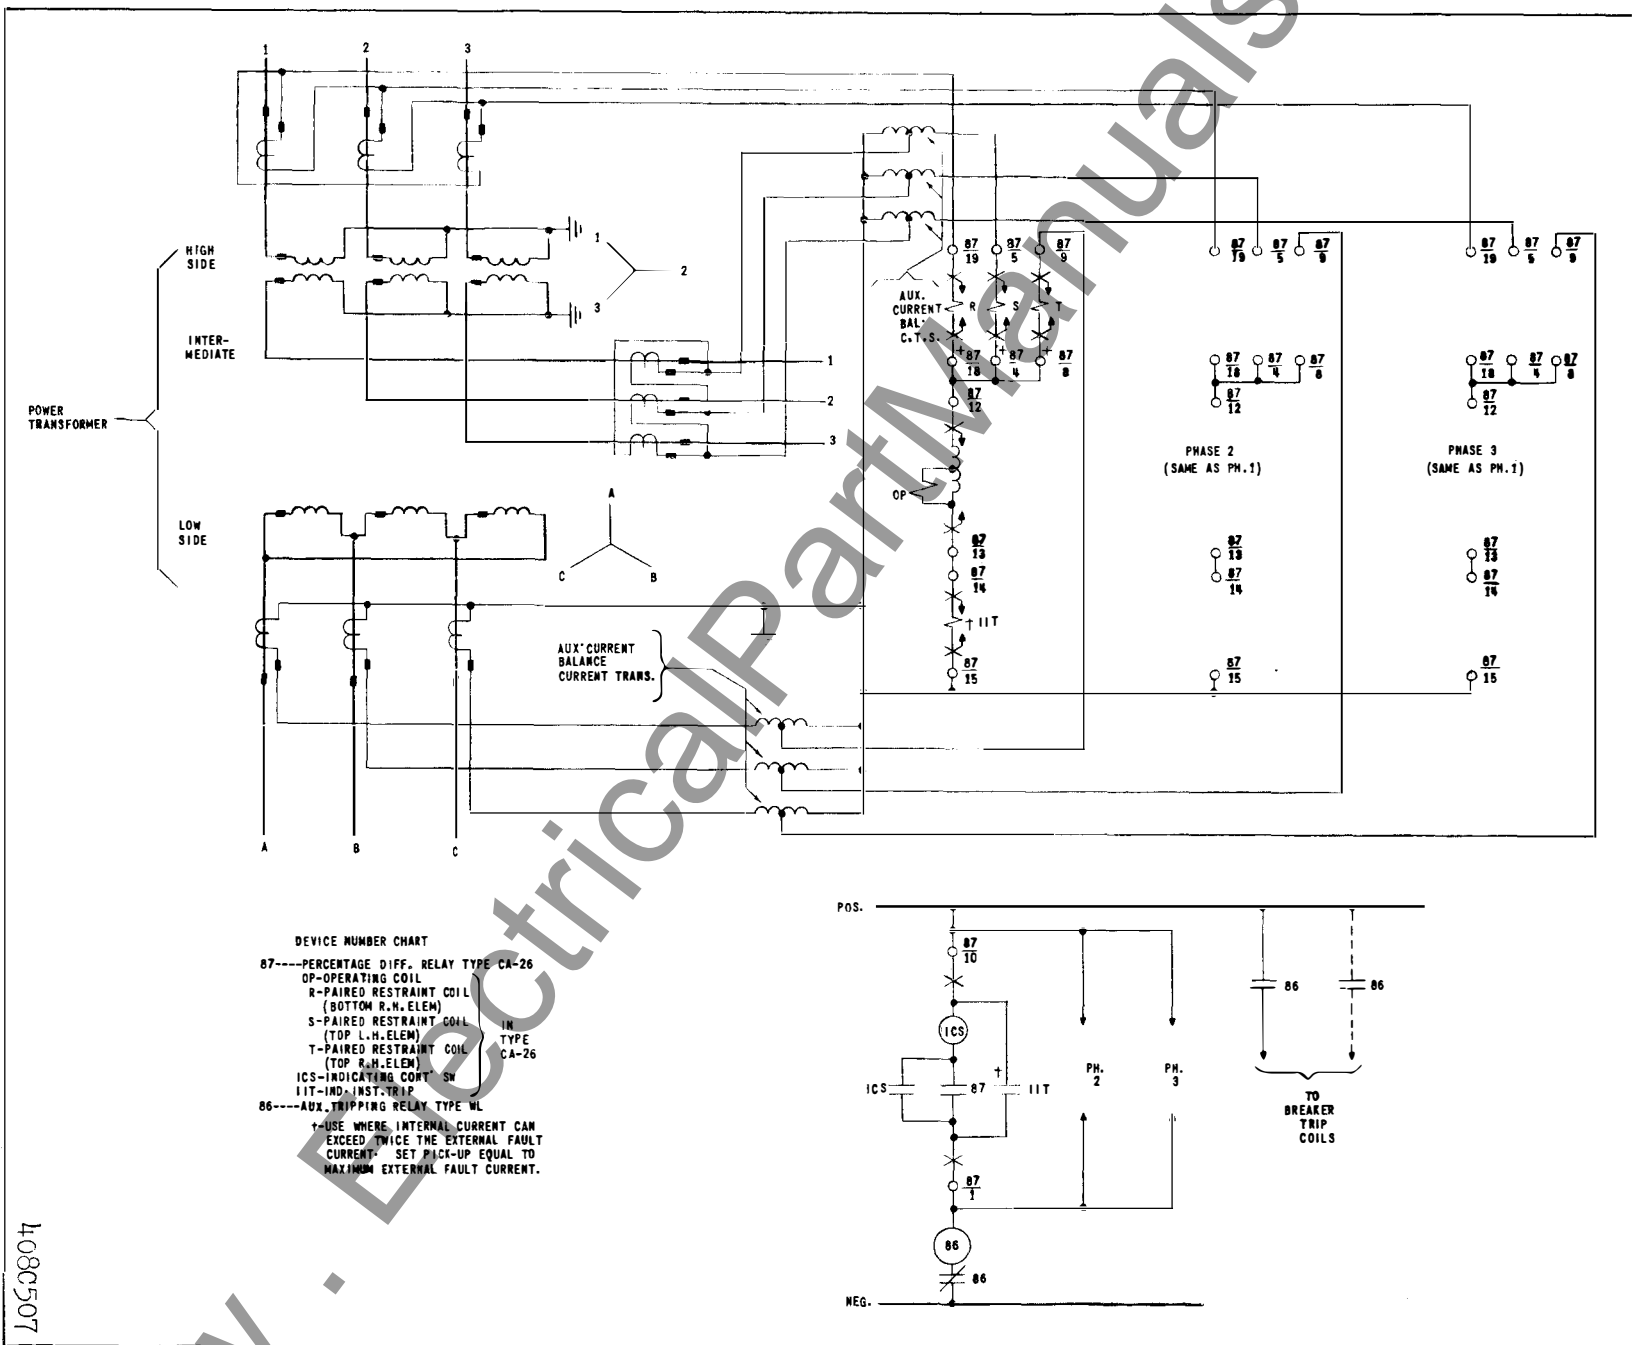 1 2 3
HIGH
SIDE
1
2
3
INTER-
MEDIATE
POWER
TRANSFORMER
LOW
SIDE
1
2
3
A
C B
AUX. CURRENT
BALANCE
CURRENT TRANS.
A B C
AUX.
CURRENT
BAL.
C.T.S.
87 87 87
19 5 9
R S T
† † †
87 87 87
18 4 8
87
12
OP
87
13
87
14
† IIT
87
15
87 87 87
19 5 9
87 87 87
18 4 8
87
12
PHASE 2
(SAME AS PH.1)
87
13
87
14
87
15
87 87 87
19 5 9
87 87 87
18 4 8
87
12
PHASE 3
(SAME AS PH.1)
87
13
87
14
87
15
DEVICE NUMBER CHART
87----PERCENTAGE DIFF. RELAY TYPE CA-26
OP-OPERATING COIL
R-PAIRED RESTRAINT COIL
(BOTTOM R.H.ELEM)
S-PAIRED RESTRAINT COIL
(TOP L.H.ELEM)
T-PAIRED RESTRAINT COIL
(TOP R.H.ELEM)
ICS-INDICATING CONT. SW
IIT-IND.INST.TRIP
IN
TYPE
CA-26
86----AUX.TRIPPING RELAY TYPE WL
†-USE WHERE INTERNAL CURRENT CAN
EXCEED TWICE THE EXTERNAL FAULT
CURRENT. SET PICK-UP EQUAL TO
MAXIMUM EXTERNAL FAULT CURRENT.
POS.
87
10
ICS
ICS 87 † IIT
87
1
86
86
NEG.
PH.
2
PH.
3
86 86
TO
BREAKER
TRIP
COILS
408C507
w . ElectricalPartManuals